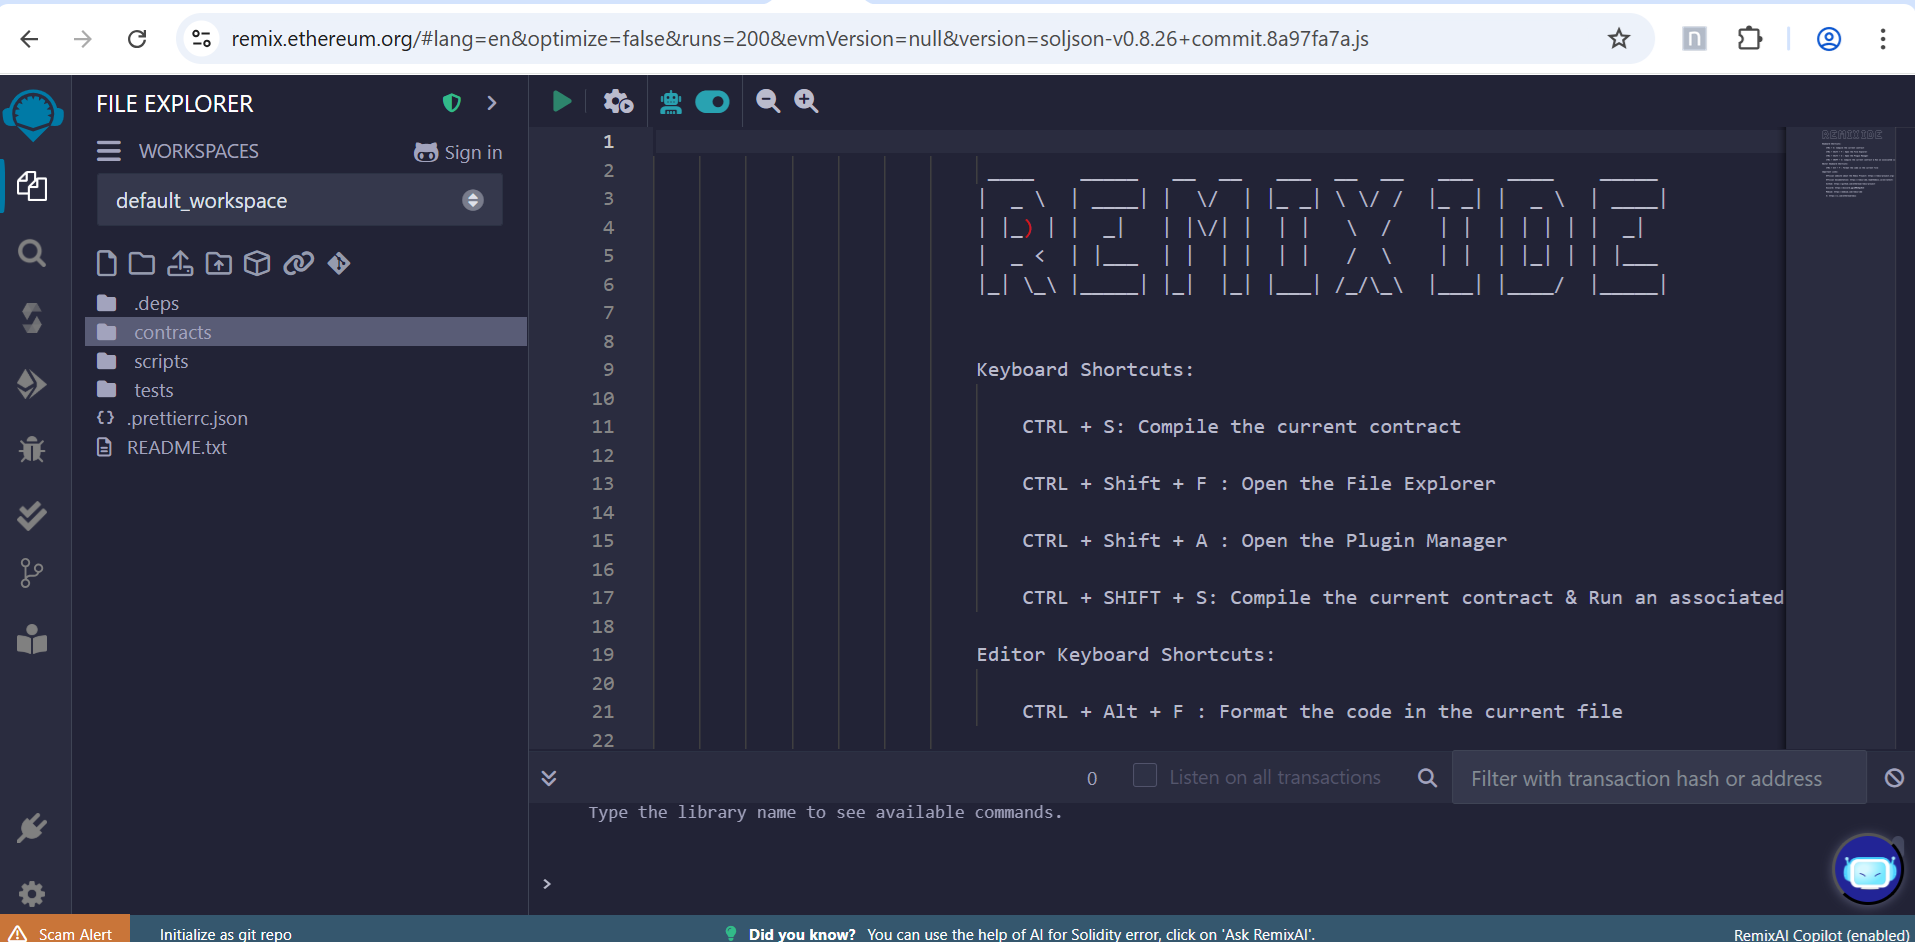 remix.ethereum.org/#lang=en&optimize=false&runs=200&evmVersion=null&version=soljson-v0.8.26+commit.8a97fa7a.js
n
FILE EXPLORER
WORKSPACES
Sign in
default_workspace
.deps
contracts
scripts
tests
.prettierrc.json
README.txt
1
2
3
4
5
6
7
8
9
10
11
12
13
14
15
16
17
18
19
20
21
22
REMIX IDE
Keyboard Shortcuts:
CTRL + S: Compile the current contract
CTRL + Shift + F : Open the File Explorer
CTRL + Shift + A : Open the Plugin Manager
CTRL + SHIFT + S: Compile the current contract & Run an associated
Editor Keyboard Shortcuts:
CTRL + Alt + F : Format the code in the current file
0
Listen on all transactions
Filter with transaction hash or address
Type the library name to see available commands.
>
Scam Alert
Initialize as git repo
Did you know? You can use the help of AI for Solidity error, click on 'Ask RemixAI'.
RemixAI Copilot (enabled)